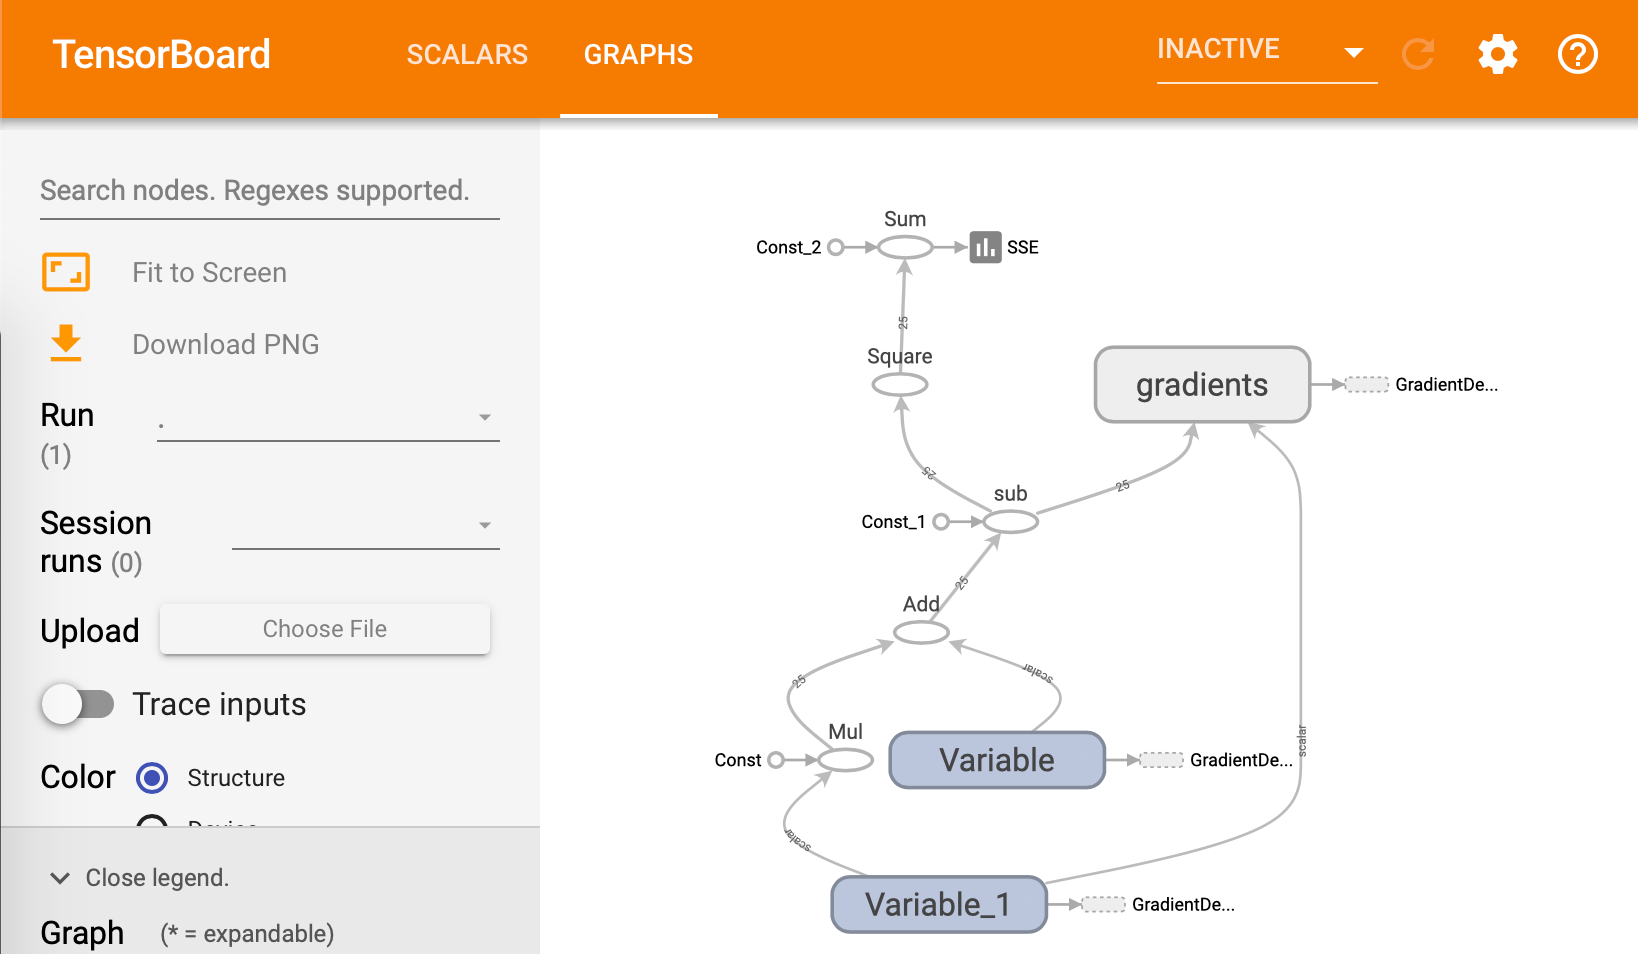 TensorBoard SCALARS GRAPHS INACTIVE
Search nodes. Regexes supported.
Fit to Screen
Download PNG
Run
(1)
.
Session
runs (0)
Upload Choose File
Trace inputs
Color Structure
Close legend.
Graph (* = expandable)
Sum
Const_2
SSE
25
Square
gradients
GradientDe...
25
25
sub
Const_1
25
Add
scalar
25
Mul
scalar
Const
Variable
GradientDe...
scalar
Variable_1
GradientDe...